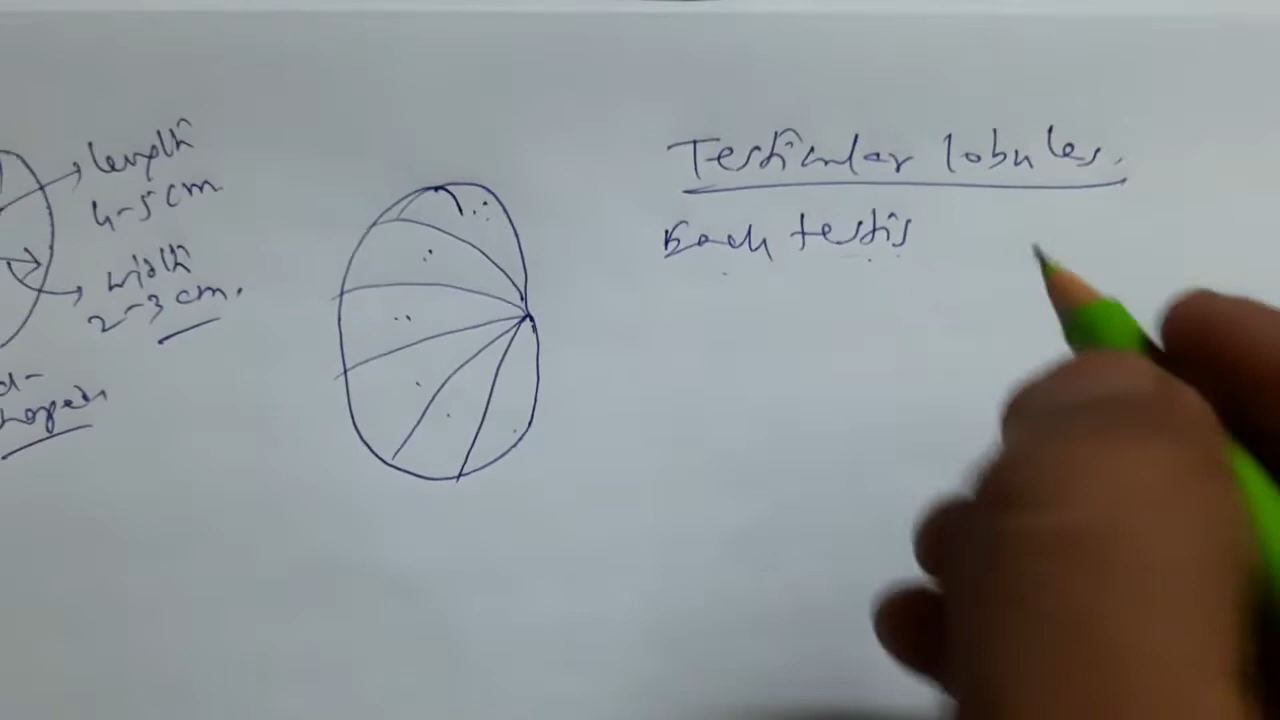 length
4-5 cm
width
2-3 cm.
Testicular lobules.
Each testis